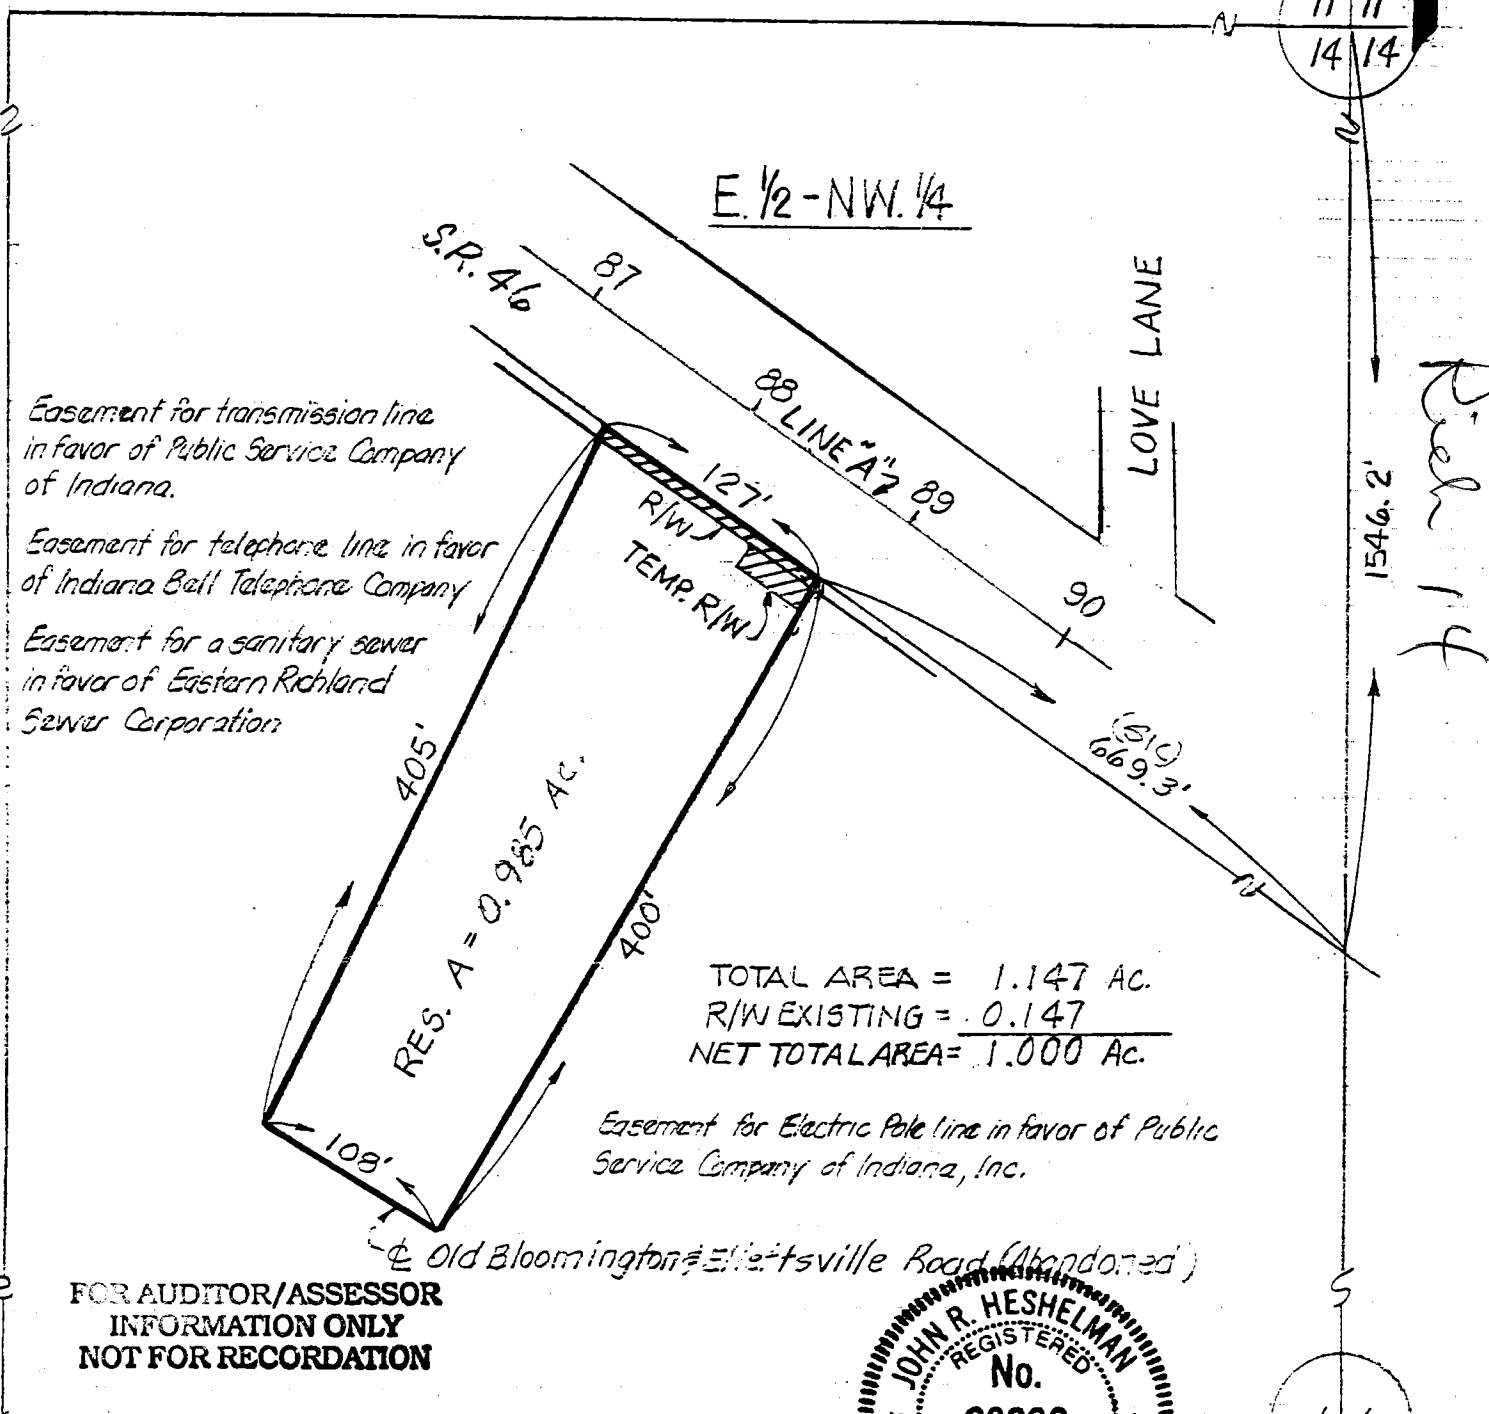 11 11
14 14
E. 1/2 - NW. 1/4
S.R. 46
87
88
LINE "A"
89
90
LOVE LANE
1546.2'
Rich 14
Easement for transmission line
in favor of Public Service Company
of Indiana.
Easement for telephone line in favor
of Indiana Bell Telephone Company
Easement for a sanitary sewer
in favor of Eastern Richland
Sewer Corporation
127'
R/W
TEMP. R/W
(SIC)
669.3'
405'
RES. A = 0.985 Ac.
400'
TOTAL AREA = 1.147 Ac.
R/W EXISTING = 0.147
NET TOTAL AREA = 1.000 Ac.
108'
Easement for Electric Pole line in favor of Public
Service Company of Indiana, Inc.
℄ Old Bloomington & Ellettsville Road (Abandoned)
FOR AUDITOR/ASSESSOR
INFORMATION ONLY
NOT FOR RECORDATION
JOHN R. HESHELMAN
REGISTERED
No.